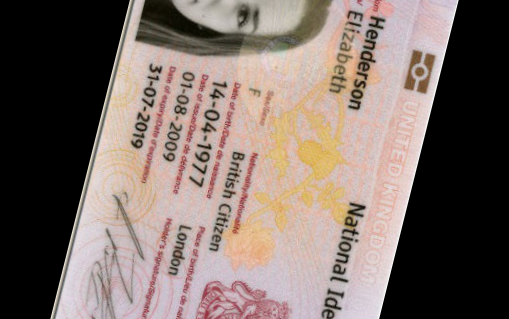 UNITED KINGDOM
National Ide
Henderson
Elizabeth
Sex/Sexe
F
Nationality/Nationalité
British Citizen
Date of birth/Date de naissance
14-04-1977
Place of birth/Lieu de nais
London
Date of issue/Date de délivrance
01-08-2009
Date of expiry/Date d'expiration
31-07-2019
Holder's signature/Signature